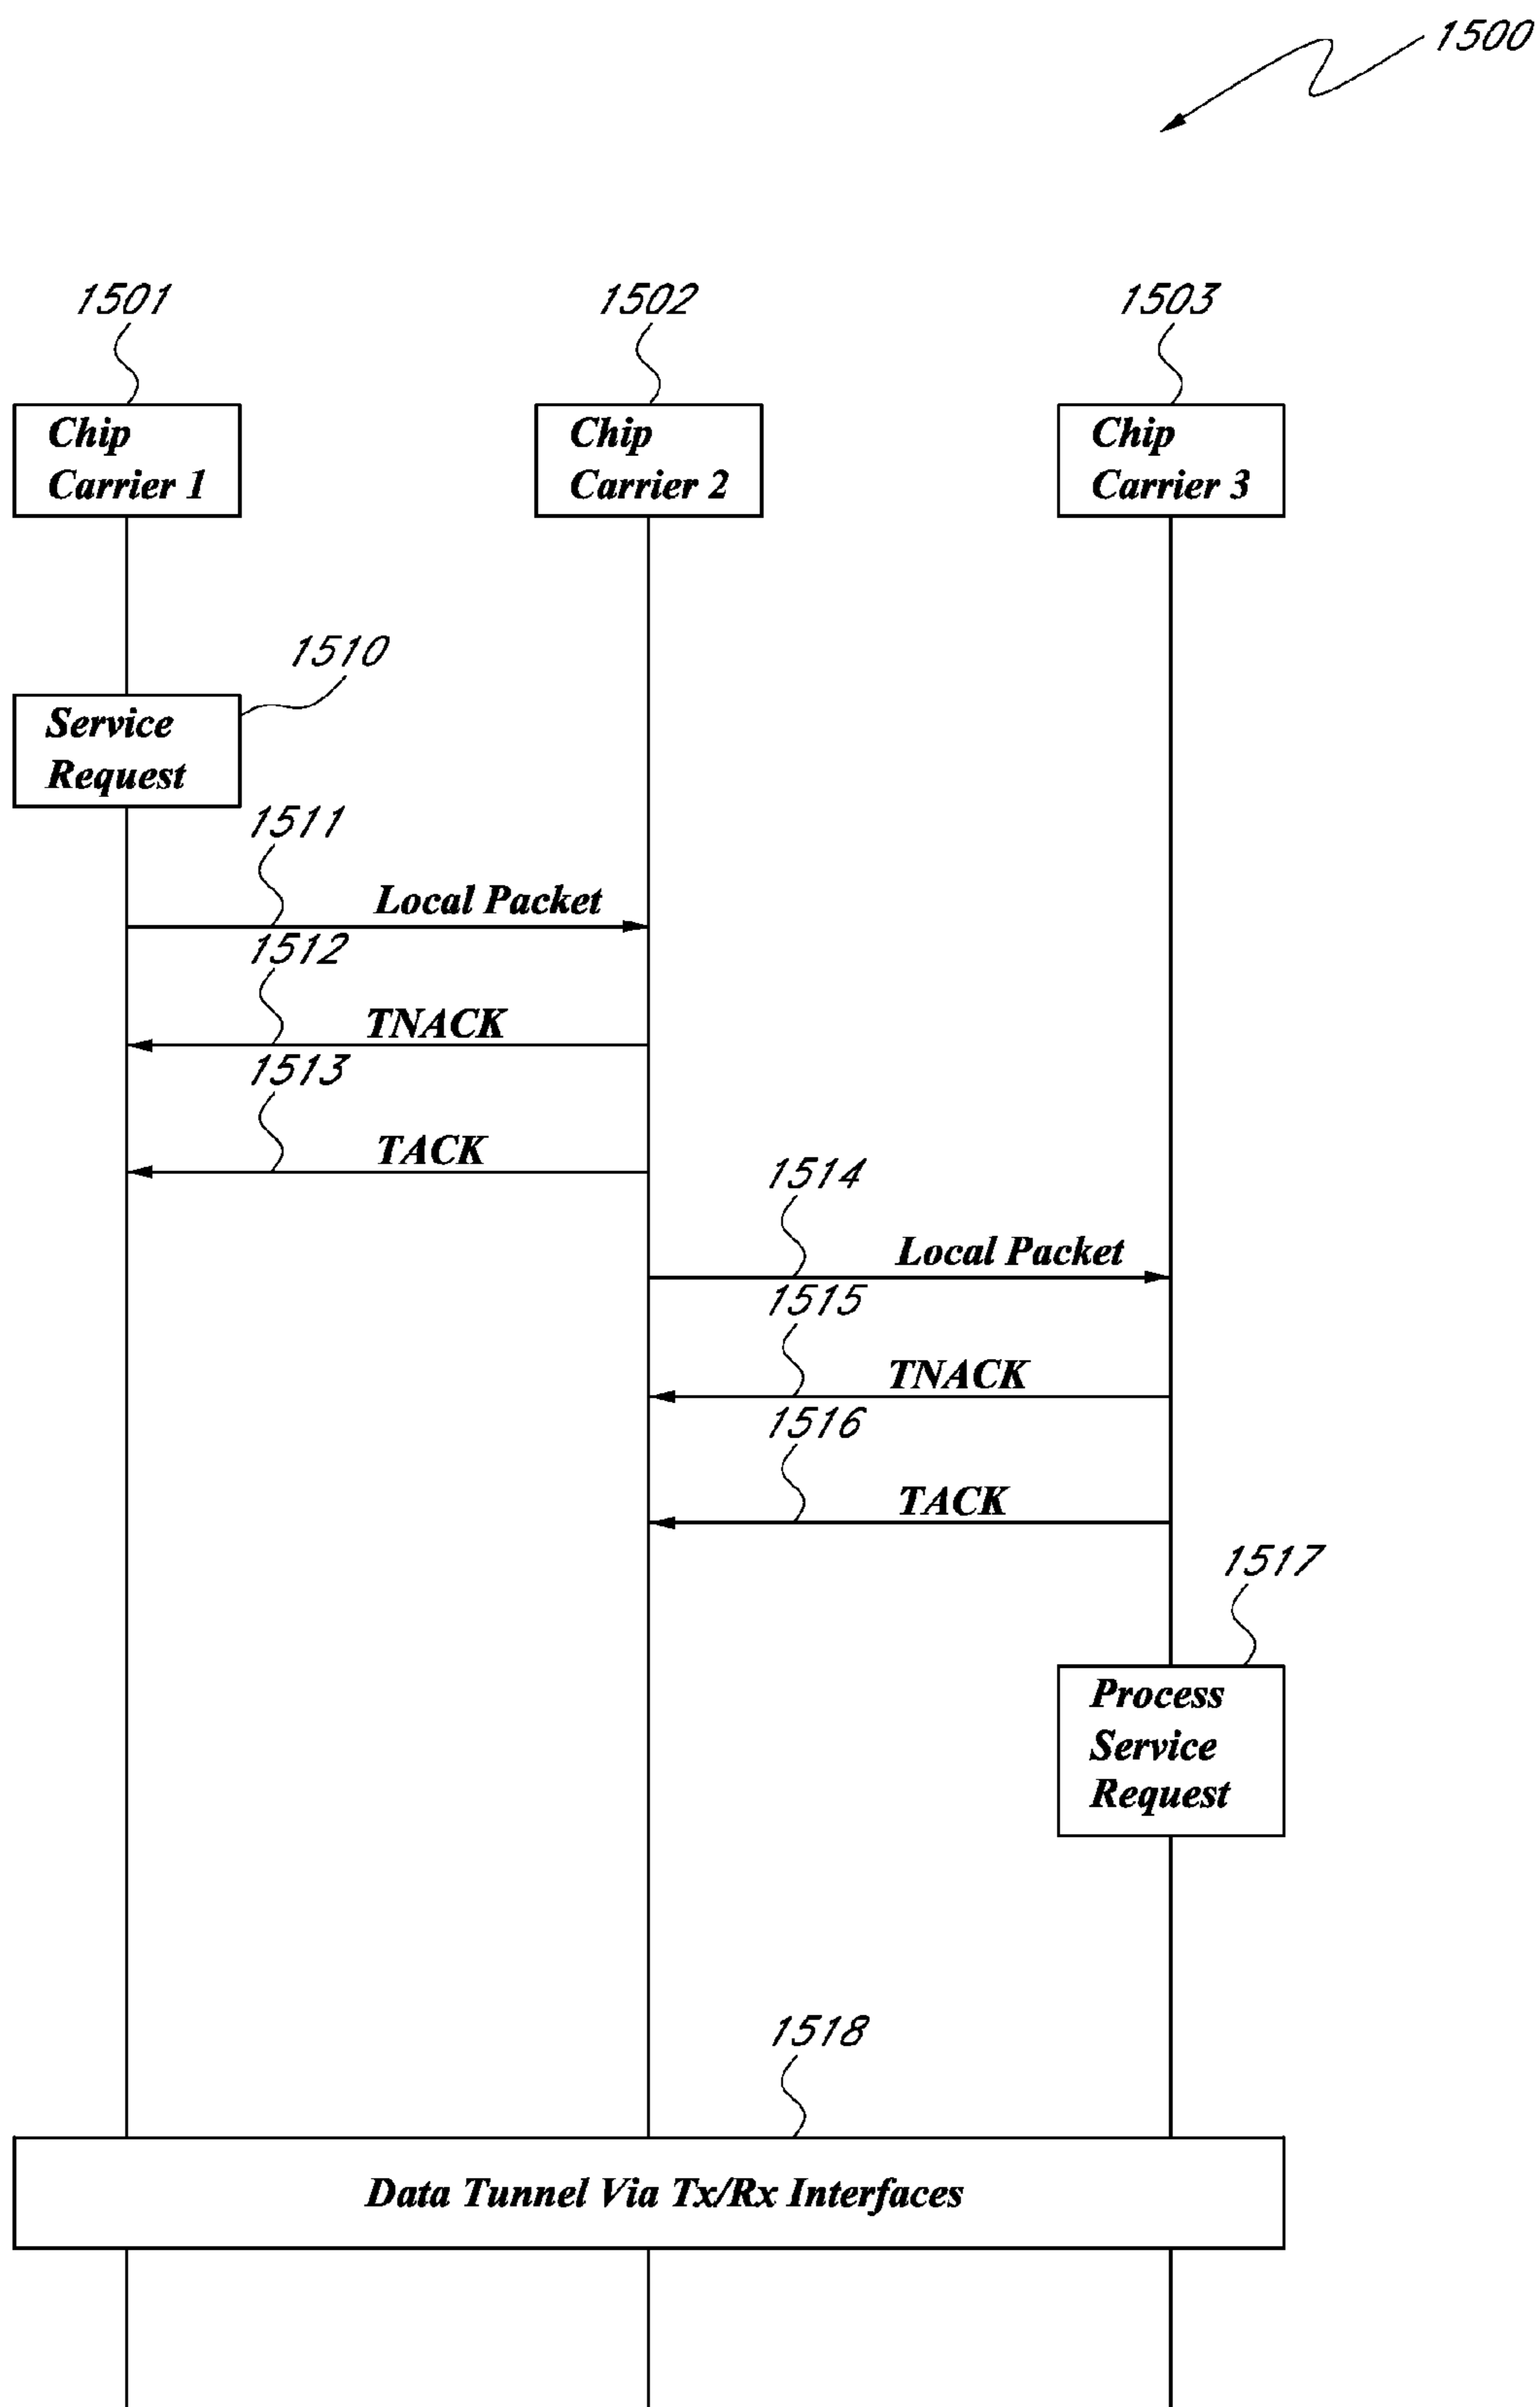 1500
1501
1502
1503
Chip
Carrier 1
Chip
Carrier 2
Chip
Carrier 3
1510
Service
Request
1511
Local Packet
1512
TNACK
1513
TACK
1514
Local Packet
1515
TNACK
1516
TACK
1517
Process
Service
Request
1518
Data Tunnel Via Tx/Rx Interfaces